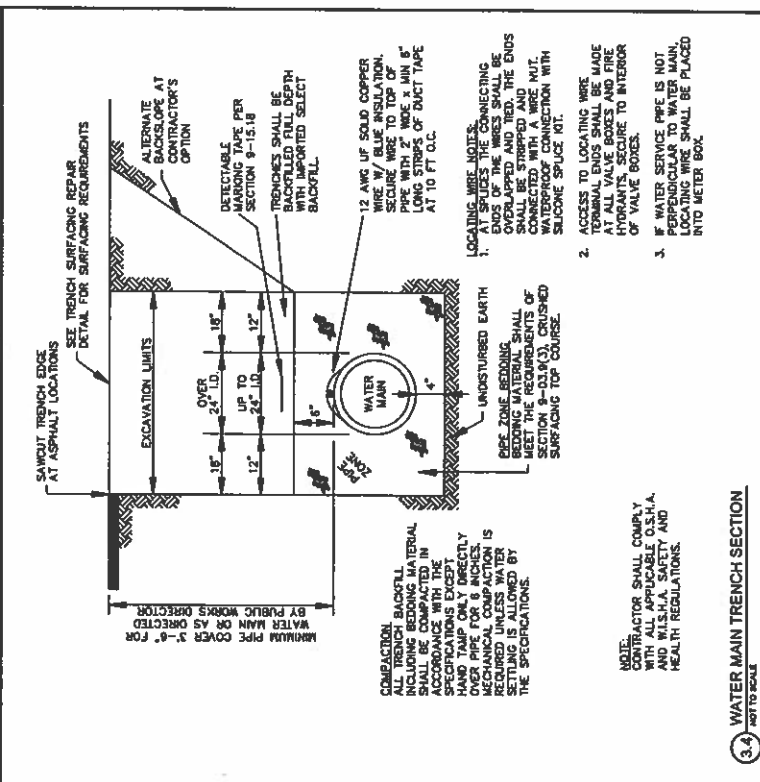 SAWCUT TRENCH EDGE
AT ASPHALT LOCATIONS
SEE TRENCH SURFACING REPAIR
DETAIL FOR SURFACING REQUIREMENTS
ALTERNATE
BACKSLOPE AT
CONTRACTOR'S
OPTION
EXCAVATION LIMITS
18"
OVER
24" I.D.
18"
12"
UP TO
24" I.D.
12"
6"
PIPE
ZONE
WATER
MAIN
4"
MINIMUM PIPE COVER 3'-6" FOR
WATER MAIN OR AS DIRECTED
BY PUBLIC WORKS DIRECTOR
DETECTABLE
MARKING TAPE PER
SECTION 9-15.18
TRENCHES SHALL BE
BACKFILLED FULL DEPTH
WITH IMPORTED SELECT
BACKFILL.
12 AWG UF SOLID COPPER
WIRE W/ BLUE INSULATION.
SECURE WIRE TO TOP OF
PIPE WITH 2" WIDE x MIN 6"
LONG STRIPS OF DUCT TAPE
AT 10 FT O.C.
UNDISTURBED EARTH
PIPE ZONE BEDDING
BEDDING MATERIAL SHALL
MEET THE REQUIREMENTS OF
SECTION 9-03.9(3), CRUSHED
SURFACING TOP COURSE.
COMPACTION
ALL TRENCH BACKFILL
INCLUDING BEDDING MATERIAL
SHALL BE COMPACTED IN
ACCORDANCE WITH THE
SPECIFICATIONS EXCEPT
HAND TAMP ONLY DIRECTLY
OVER PIPE FOR 6 INCHES.
MECHANICAL COMPACTION IS
REQUIRED UNLESS WATER
SETTLING IS ALLOWED BY
THE SPECIFICATIONS.
LOCATING WIRE NOTES:
1. AT SPLICES THE CONNECTING
ENDS OF THE WIRES SHALL BE
OVERLAPPED AND TIED. THE ENDS
SHALL BE STRIPPED AND
CONNECTED WITH A WIRE NUT.
WATERPROOF CONNECTION WITH
SILICONE SPLICE KIT.
2. ACCESS TO LOCATING WIRE
TERMINAL ENDS SHALL BE MADE
AT ALL VALVE BOXES AND FIRE
HYDRANTS, SECURE TO INTERIOR
OF VALVE BOXES.
3. IF WATER SERVICE PIPE IS NOT
PERPENDICULAR TO WATER MAIN,
LOCATING WIRE SHALL BE PLACED
INTO METER BOX.
NOTE:
CONTRACTOR SHALL COMPLY
WITH ALL APPLICABLE O.S.H.A.
AND W.I.S.H.A. SAFETY AND
HEALTH REGULATIONS.
3.4 WATER MAIN TRENCH SECTION
NOT TO SCALE